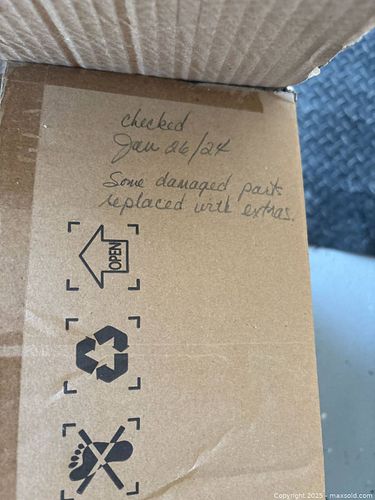 checked
Jan 26/24
Some damaged parts
replaced with extras.
OPEN
Copyright 2025 - maxsold.com